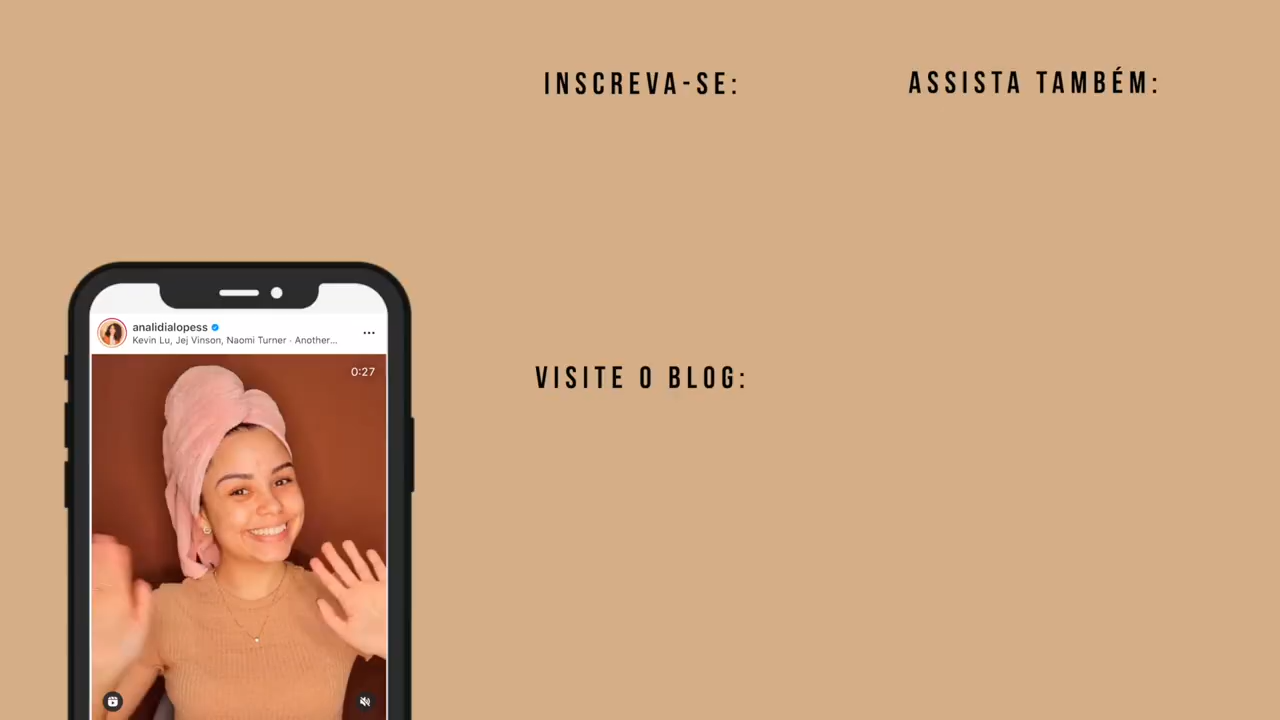 INSCREVA-SE:
ASSISTA TAMBÉM:
analidialopess
Kevin Lu, Jej Vinson, Naomi Turner · Another...
0:27
VISITE O BLOG: